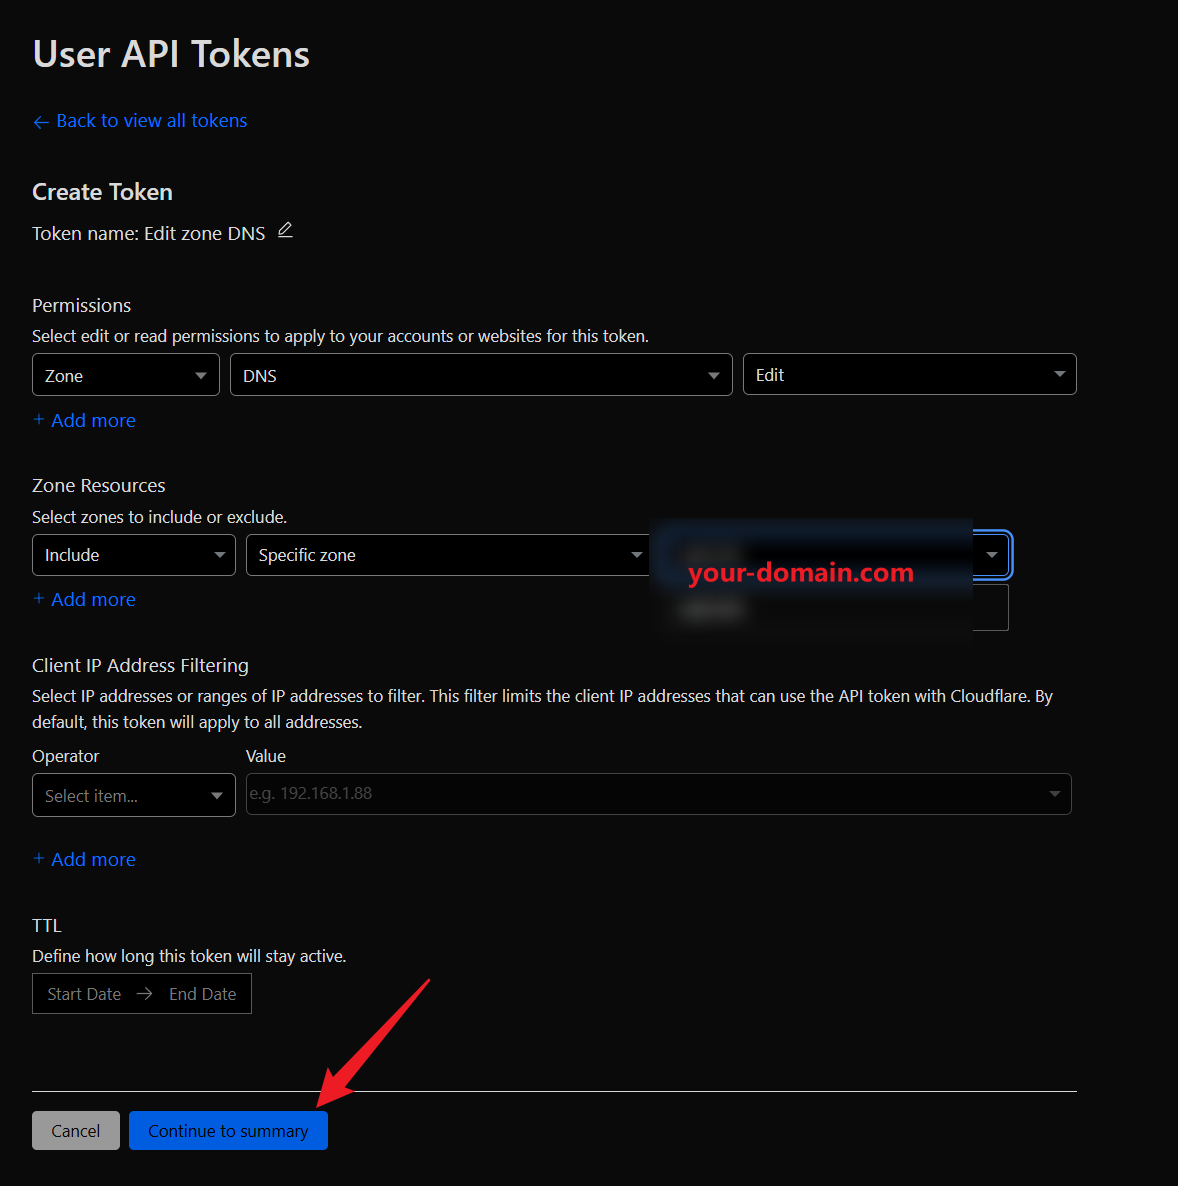 User API Tokens
← Back to view all tokens
Create Token
Token name: Edit zone DNS
Permissions
Select edit or read permissions to apply to your accounts or websites for this token.
Zone DNS Edit
+ Add more
Zone Resources
Select zones to include or exclude.
Include Specific zone your-domain.com
+ Add more
Client IP Address Filtering
Select IP addresses or ranges of IP addresses to filter. This filter limits the client IP addresses that can use the API token with Cloudflare. By
default, this token will apply to all addresses.
Operator Value
Select item... e.g. 192.168.1.88
+ Add more
TTL
Define how long this token will stay active.
Start Date → End Date
Cancel Continue to summary